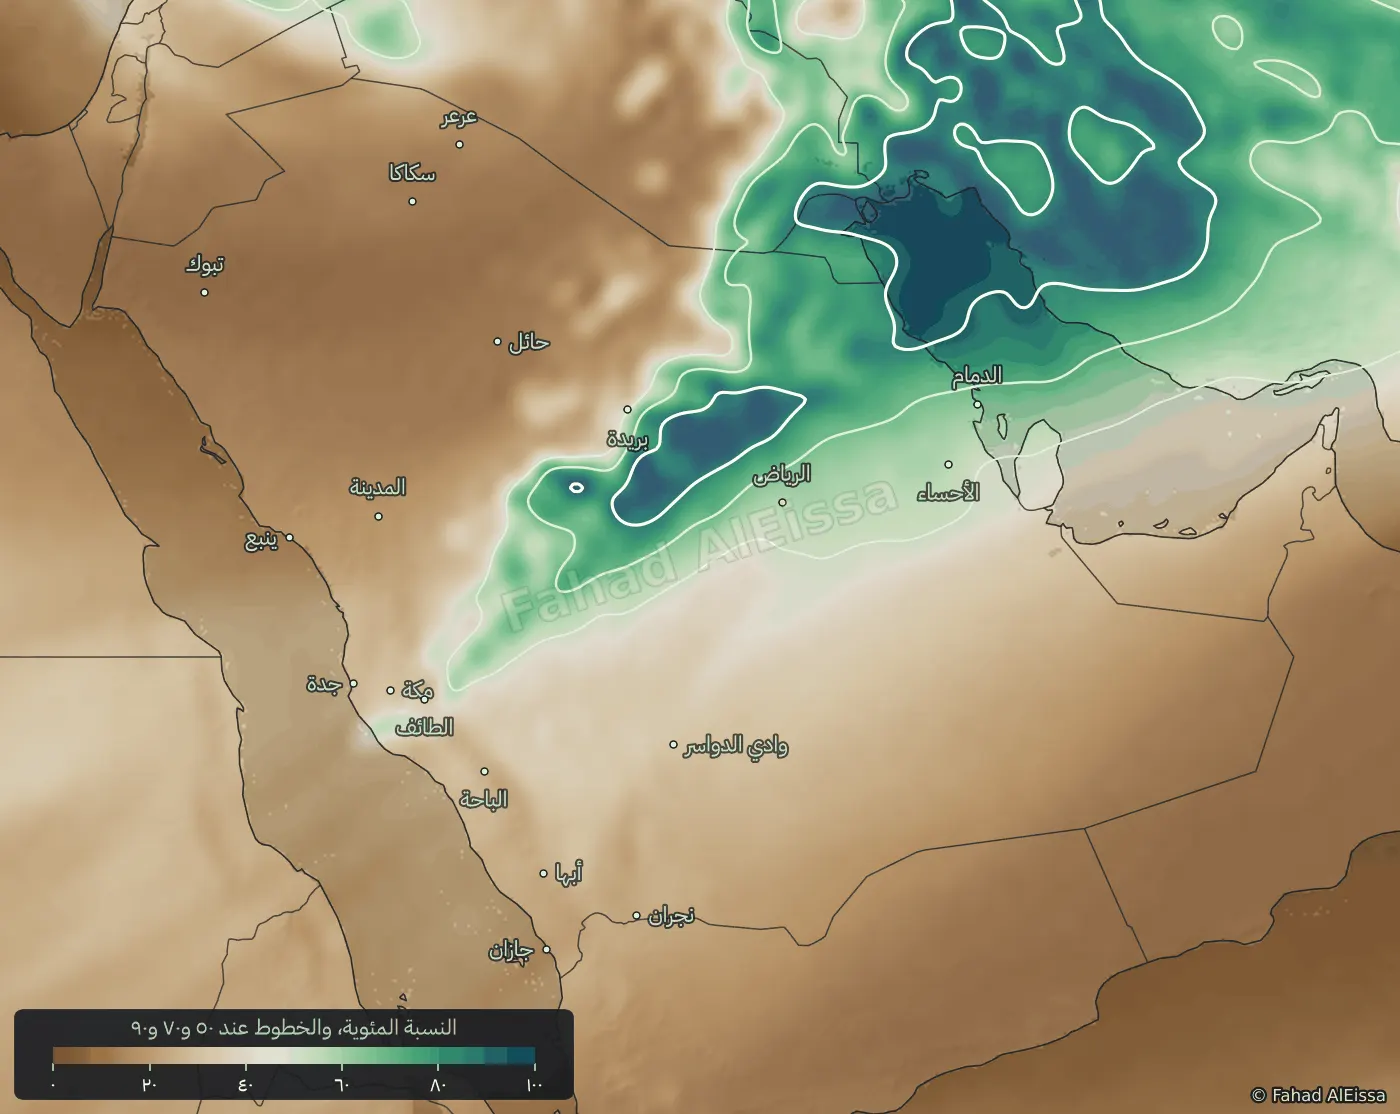 عرعر
سكاكا
تبوك
حائل
الدمام
بريدة
الرياض
المدينة
الأحساء
Fahad AlEissa
ينبع
جدة
مكة
الطائف
وادي الدواسر
الباحة
أبها
نجران
جازان
النسبة المئوية، والخطوط عند ٥٠ و٧٠ و٩٠
٠ ٢٠ ٤٠ ٦٠ ٨٠ ١٠٠
© Fahad AlEissa